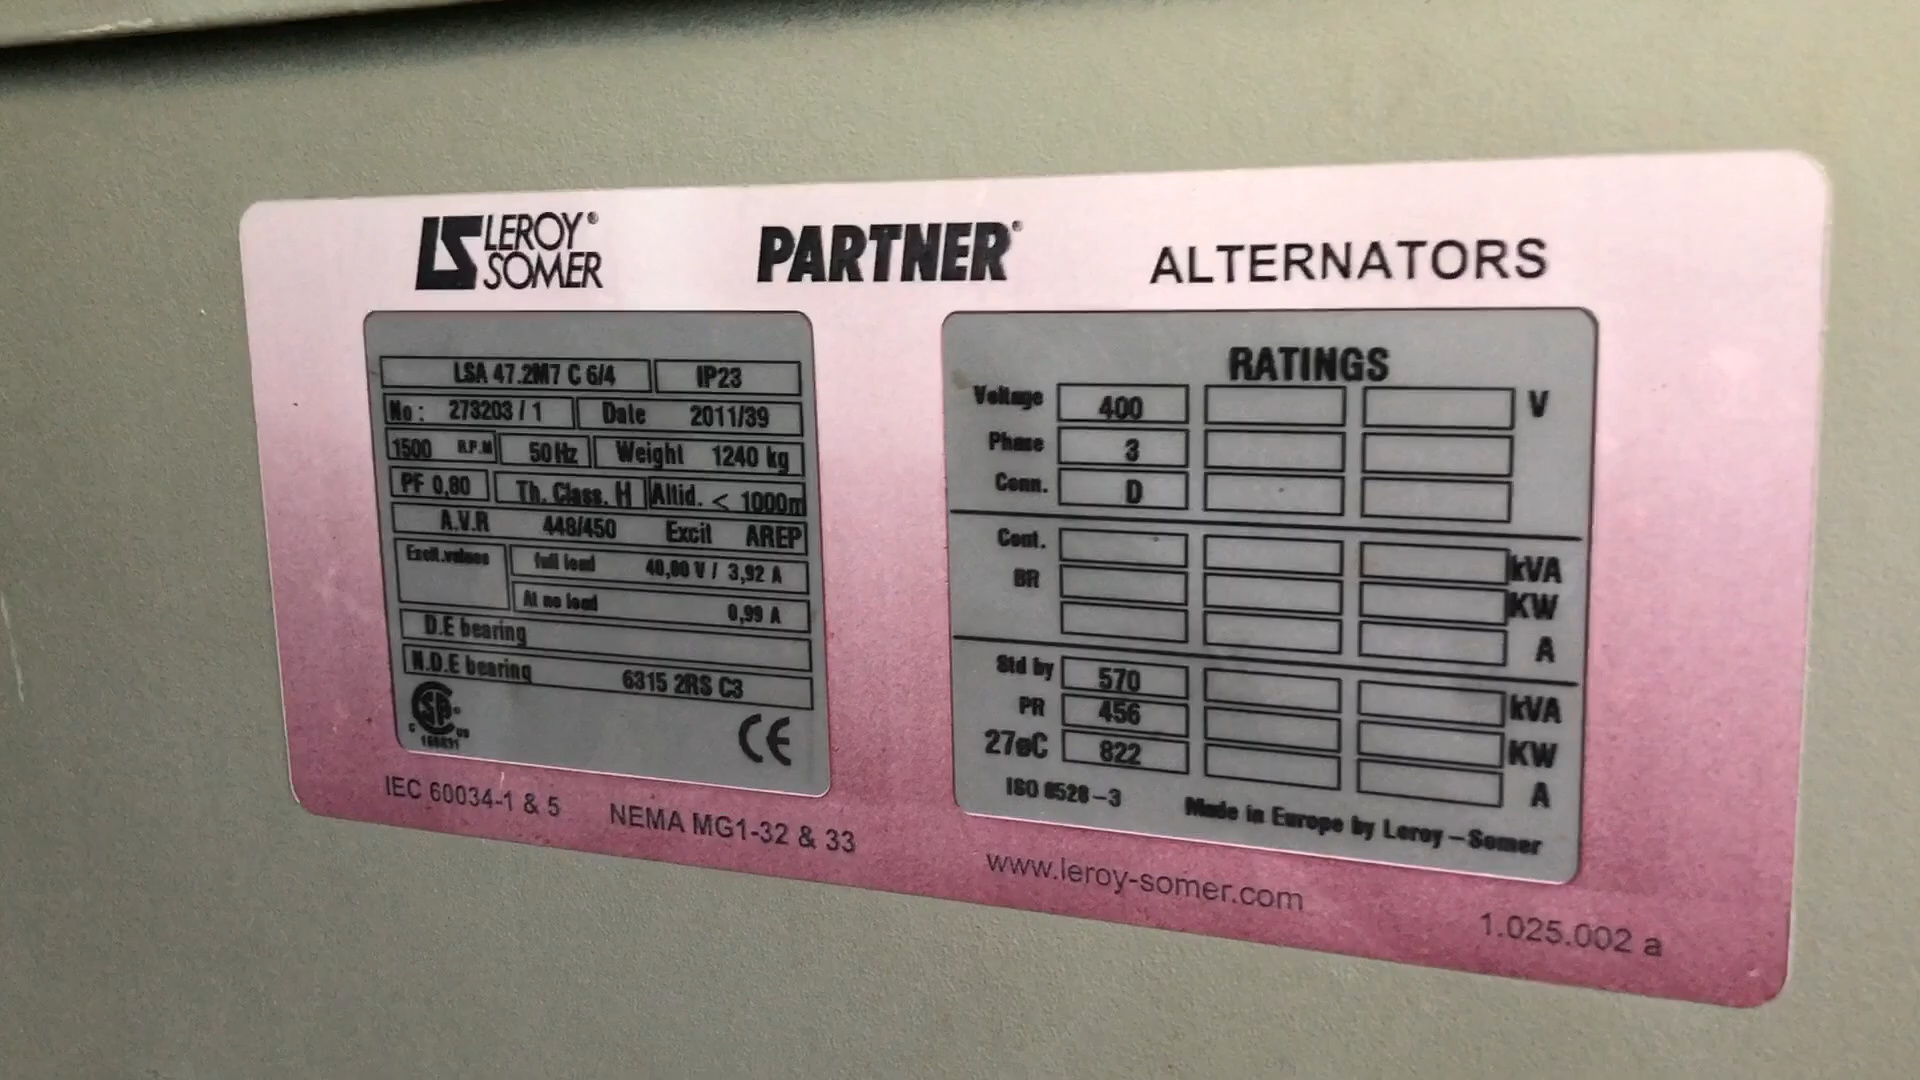 LEROY® SOMER
PARTNER®
ALTERNATORS
LSA 47.2M7 C 6/4 IP23
No : 273203 / 1 Date 2011/39
1500 R.P.M 50 Hz Weight 1240 kg
PF 0,80 Th. Class. H Altid. < 1000m
A.V.R 448/450 Excit AREP
Excit.values full load 40,00 V / 3,92 A
At no load 0,99 A
D.E bearing
N.D.E bearing 6315 2RS C3
C US
CE
RATINGS
Voltage 400 V
Phase 3
Conn. D
Cont. kVA
BR KW
A
Std by 570 kVA
PR 456 KW
27øC 822 A
ISO 8528-3 Made in Europe by Leroy-Somer
IEC 60034-1 & 5 NEMA MG1-32 & 33
www.leroy-somer.com
1.025.002 a